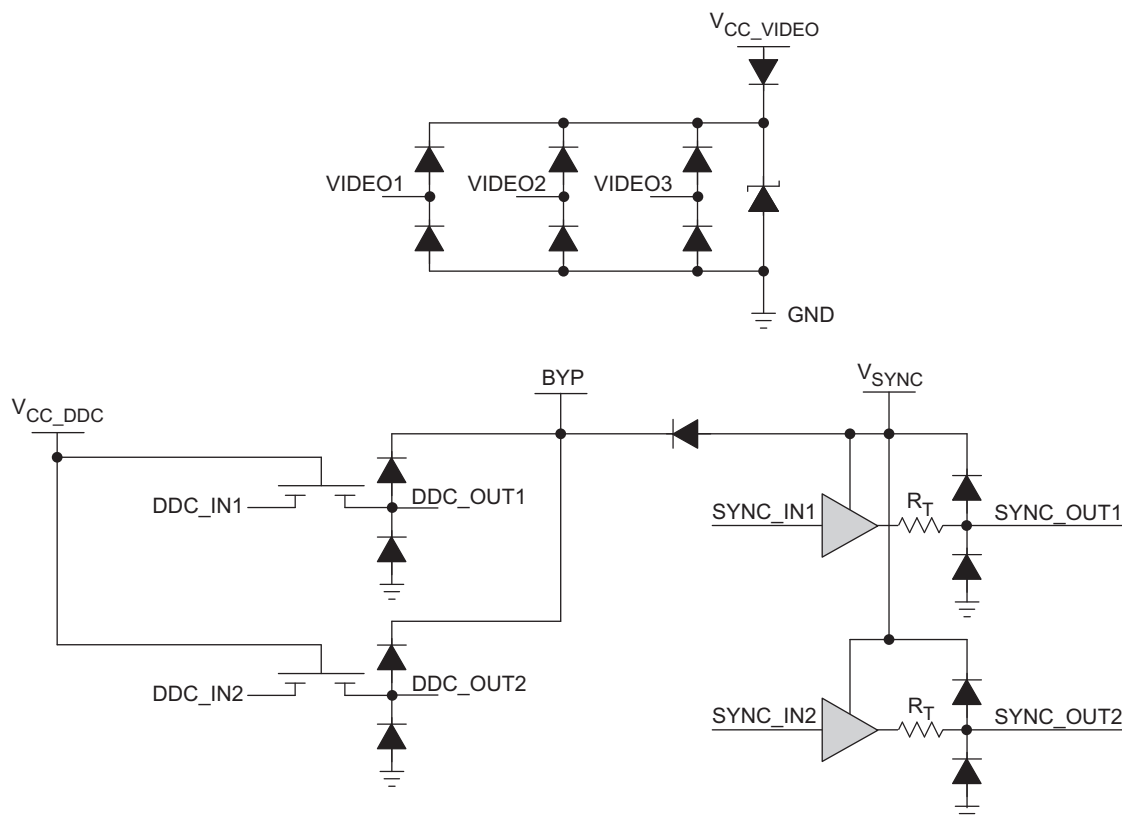 VCC_VIDEO
VIDEO1
VIDEO2
VIDEO3
GND
BYP
VSYNC
VCC_DDC
DDC_IN1
DDC_OUT1
SYNC_IN1
RT
SYNC_OUT1
DDC_IN2
DDC_OUT2
SYNC_IN2
RT
SYNC_OUT2